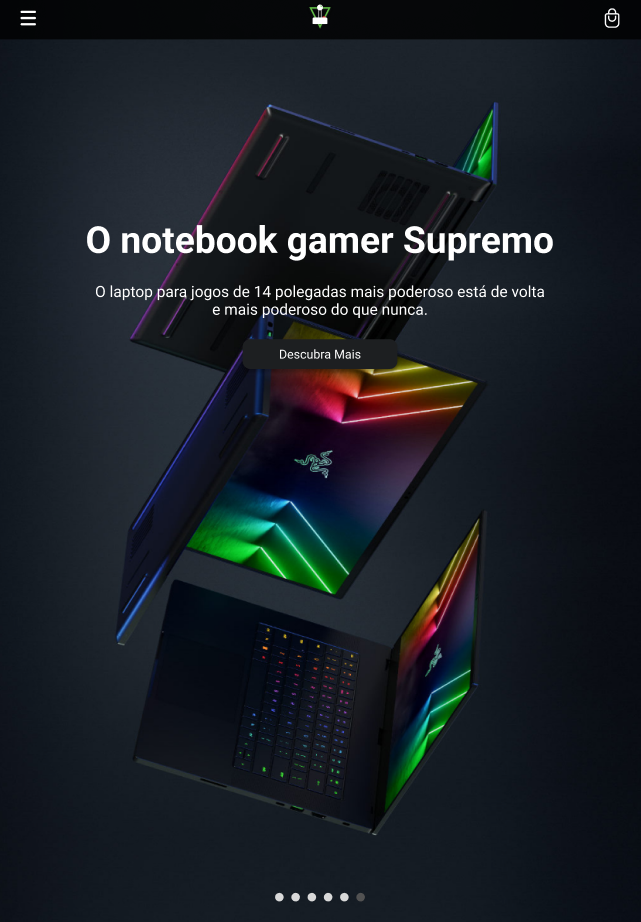 O notebook gamer Supremo
O laptop para jogos de 14 polegadas mais poderoso está de volta
e mais poderoso do que nunca.
Descubra Mais